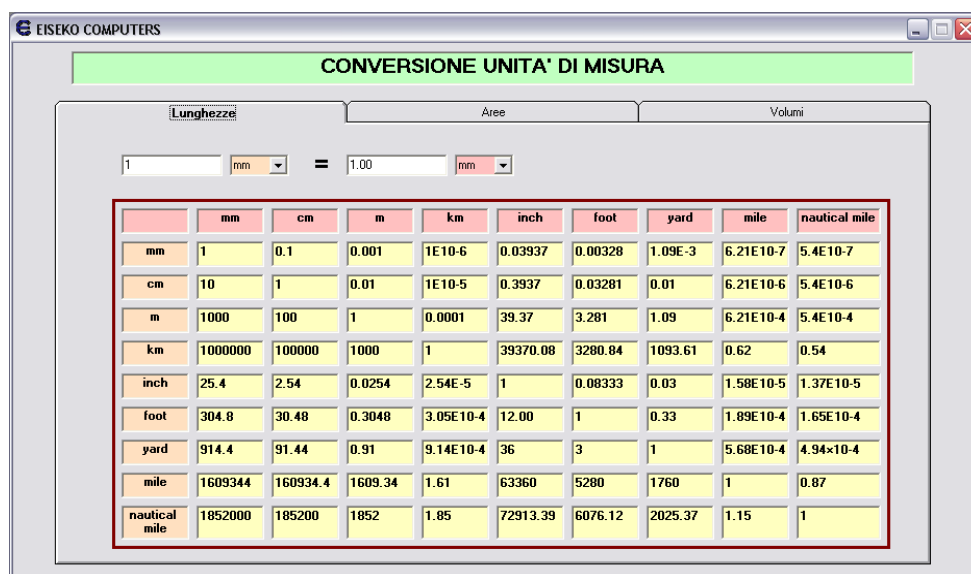 EISEKO COMPUTERS
CONVERSIONE UNITA' DI MISURA
Lunghezze Aree Volumi
1 mm = 1.00 mm
mm cm m km inch foot yard mile nautical mile
mm 1 0.1 0.001 1E10-6 0.03937 0.00328 1.09E-3 6.21E10-7 5.4E10-7
cm 10 1 0.01 1E10-5 0.3937 0.03281 0.01 6.21E10-6 5.4E10-6
m 1000 100 1 0.0001 39.37 3.281 1.09 6.21E10-4 5.4E10-4
km 1000000 100000 1000 1 39370.08 3280.84 1093.61 0.62 0.54
inch 25.4 2.54 0.0254 2.54E-5 1 0.08333 0.03 1.58E10-5 1.37E10-5
foot 304.8 30.48 0.3048 3.05E10-4 12.00 1 0.33 1.89E10-4 1.65E10-4
yard 914.4 91.44 0.91 9.14E10-4 36 3 1 5.68E10-4 4.94×10-4
mile 1609344 160934.4 1609.34 1.61 63360 5280 1760 1 0.87
nautical mile 1852000 185200 1852 1.85 72913.39 6076.12 2025.37 1.15 1